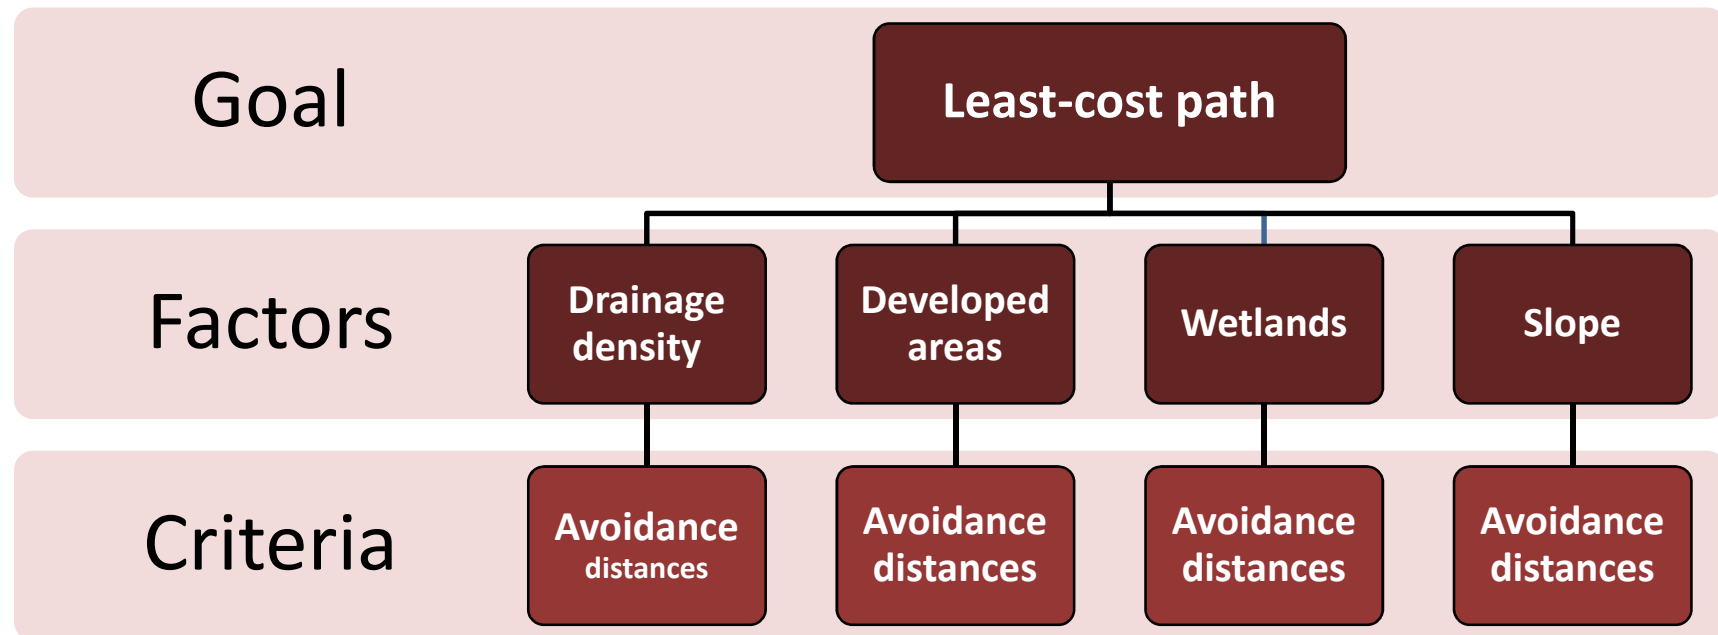 Goal
Least-cost path
Factors
Drainage
density
Developed
areas
Wetlands
Slope
Criteria
Avoidance
distances
Avoidance
distances
Avoidance
distances
Avoidance
distances